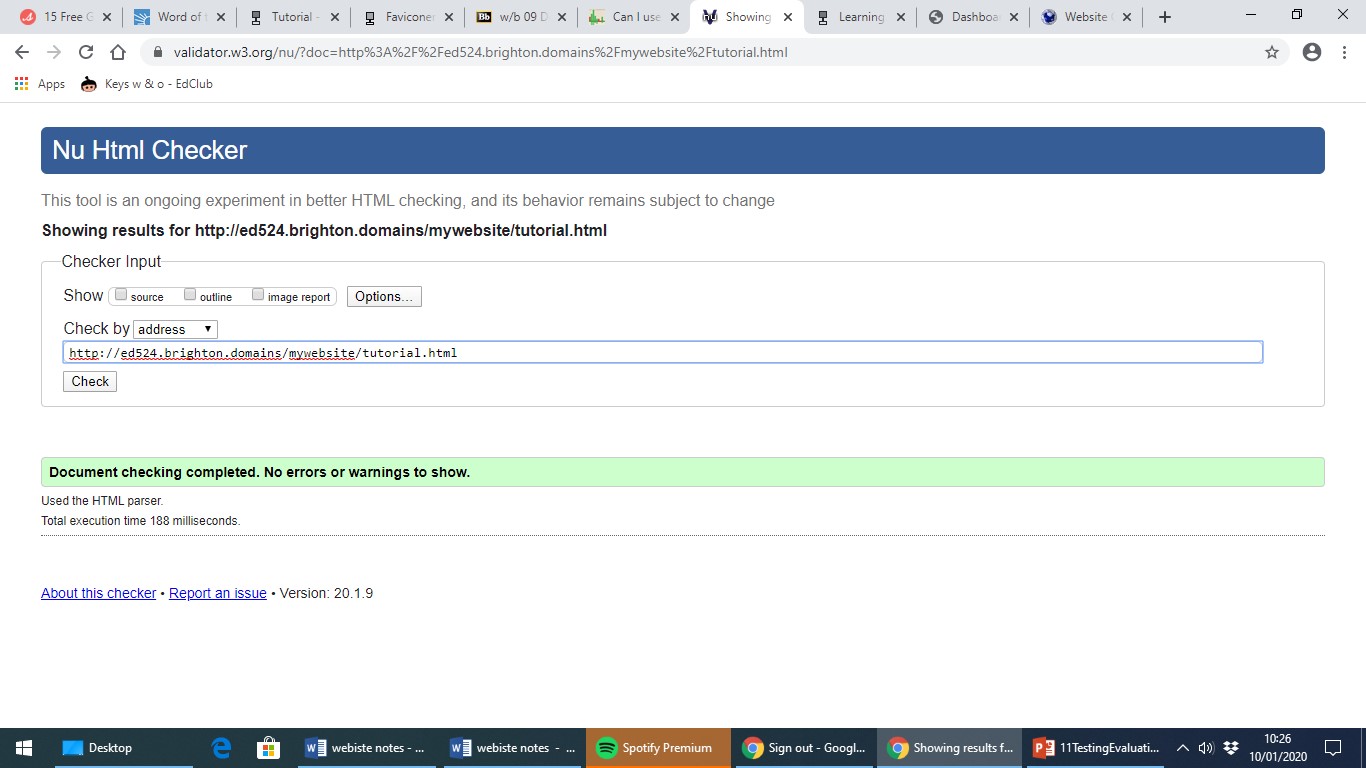 15 Free G
Word of
Tutorial -
Favicone
w/b 09 D
Can I use
Showing
Learning
Dashboa
Website
validator.w3.org/nu/?doc=http%3A%2F%2Fed524.brighton.domains%2Fmywebsite%2Ftutorial.html
Apps
Keys w & o - EdClub
Nu Html Checker
This tool is an ongoing experiment in better HTML checking, and its behavior remains subject to change
Showing results for http://ed524.brighton.domains/mywebsite/tutorial.html
Checker Input
Show source outline image report Options...
Check by address
http://ed524.brighton.domains/mywebsite/tutorial.html
Check
Document checking completed. No errors or warnings to show.
Used the HTML parser.
Total execution time 188 milliseconds.
About this checker • Report an issue • Version: 20.1.9
Desktop
webiste notes - ...
webiste notes - ...
Spotify Premium
Sign out - Googl...
Showing results f...
11TestingEvaluati...
10:26
10/01/2020